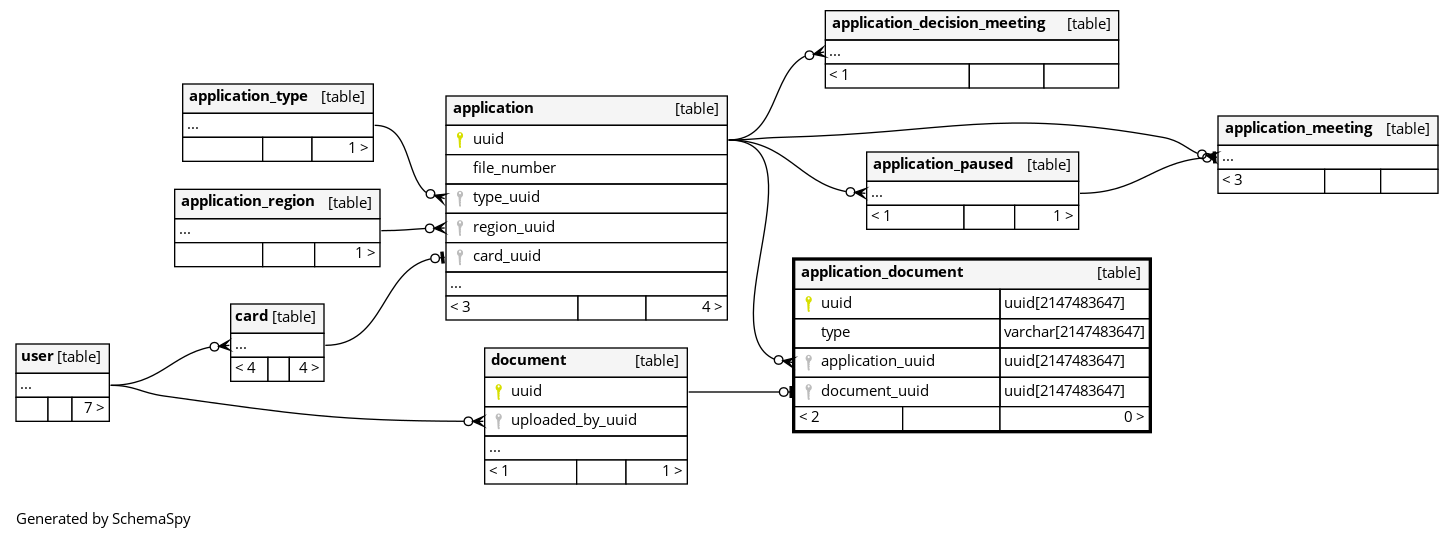 application_decision_meeting [table]
...
< 1
application_type [table]
...
1 >
application [table]
uuid
file_number
type_uuid
region_uuid
card_uuid
...
< 3 4 >
application_meeting [table]
...
< 3
application_paused [table]
...
< 1 1 >
application_region [table]
...
1 >
application_document [table]
uuid uuid[2147483647]
type varchar[2147483647]
application_uuid uuid[2147483647]
document_uuid uuid[2147483647]
< 2 0 >
card [table]
...
< 4 4 >
user [table]
...
7 >
document [table]
uuid
uploaded_by_uuid
...
< 1 1 >
Generated by SchemaSpy